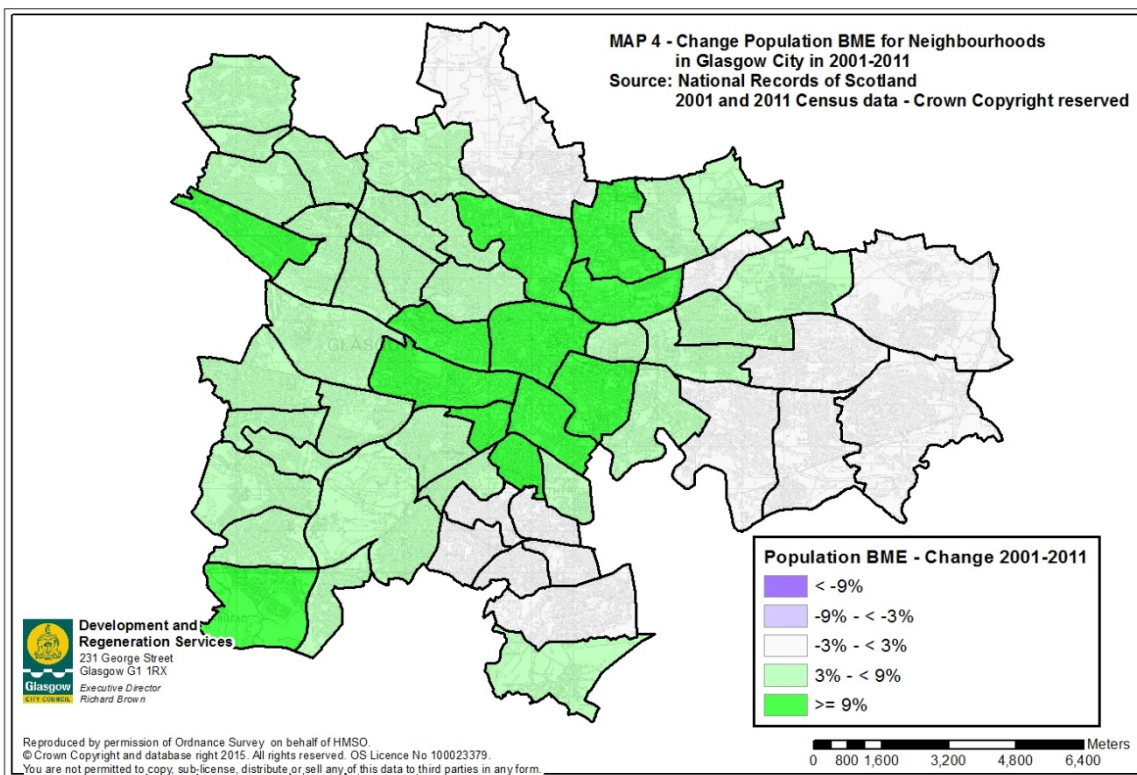 MAP 4 - Change Population BME for Neighbourhoods
in Glasgow City in 2001-2011
Source: National Records of Scotland
2001 and 2011 Census data - Crown Copyright reserved
GLASGOW
Population BME - Change 2001-2011
< -9%
-9% - < -3%
-3% - < 3%
3% - < 9%
>= 9%
Development and
Regeneration Services
231 George Street
Glasgow G1 1RX
Executive Director
Richard Brown
Glasgow
CITY COUNCIL
Reproduced by permission of Ordnance Survey on behalf of HMSO.
© Crown Copyright and database right 2015. All rights reserved. OS Licence No 100023379.
You are not permitted to copy, sub-license, distribute or sell any of this data to third parties in any form.
Meters
0 800 1,600 3,200 4,800 6,400